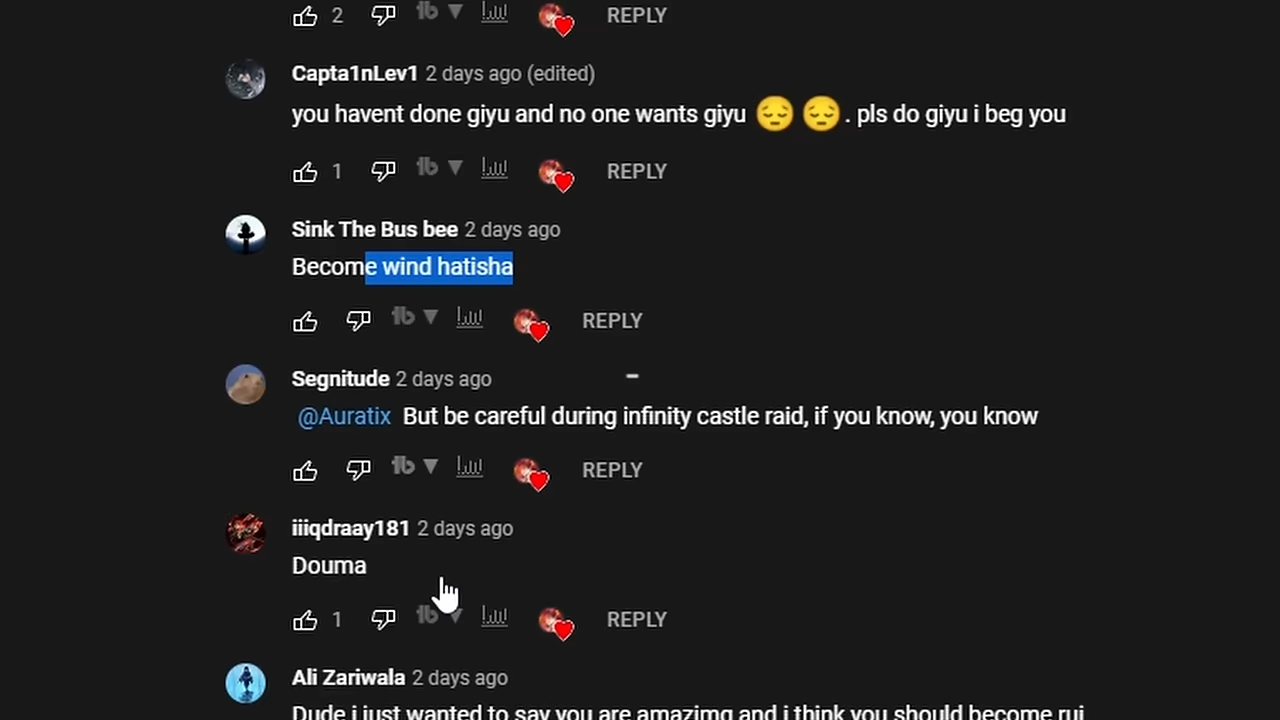 2 REPLY
Capta1nLev1 2 days ago (edited)
you havent done giyu and no one wants giyu 😔 😔 . pls do giyu i beg you
1 REPLY
Sink The Bus bee 2 days ago
Become wind hatisha
REPLY
Segnitude 2 days ago
@Auratix But be careful during infinity castle raid, if you know, you know
REPLY
iiiqdraay181 2 days ago
Douma
1 REPLY
Ali Zariwala 2 days ago
Dude i just wanted to say you are amazimg and i think you should become rui